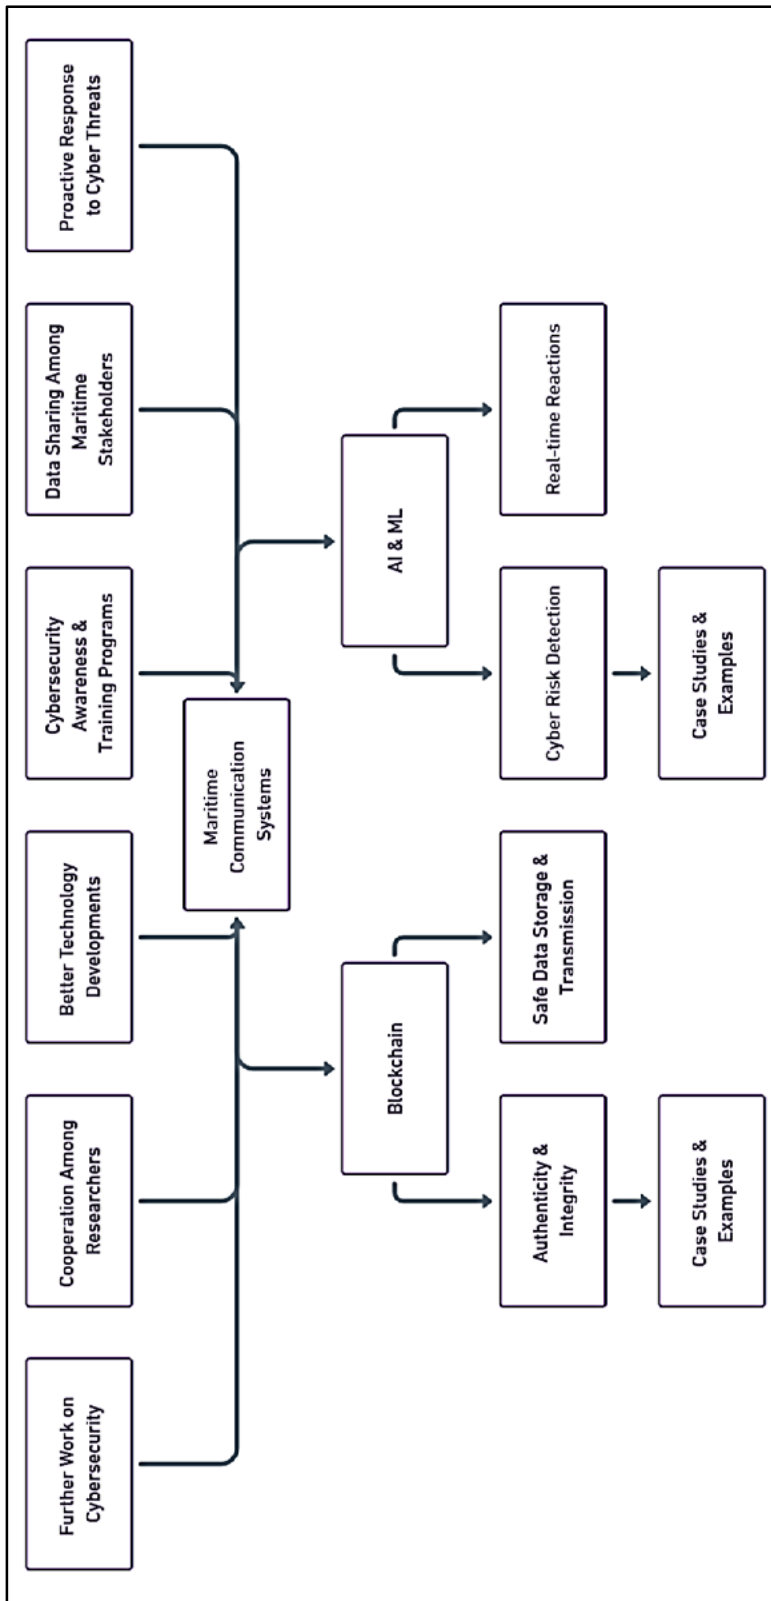 Further Work on
Cybersecurity
Cooperation Among
Researchers
Better Technology
Developments
Cybersecurity
Awareness &
Training Programs
Data Sharing Among
Maritime
Stakeholders
Proactive Response
to Cyber Threats
Maritime
Communication
Systems
Blockchain
AI & ML
Authenticity &
Integrity
Safe Data Storage &
Transmission
Cyber Risk Detection
Real-time Reactions
Case Studies &
Examples
Case Studies &
Examples